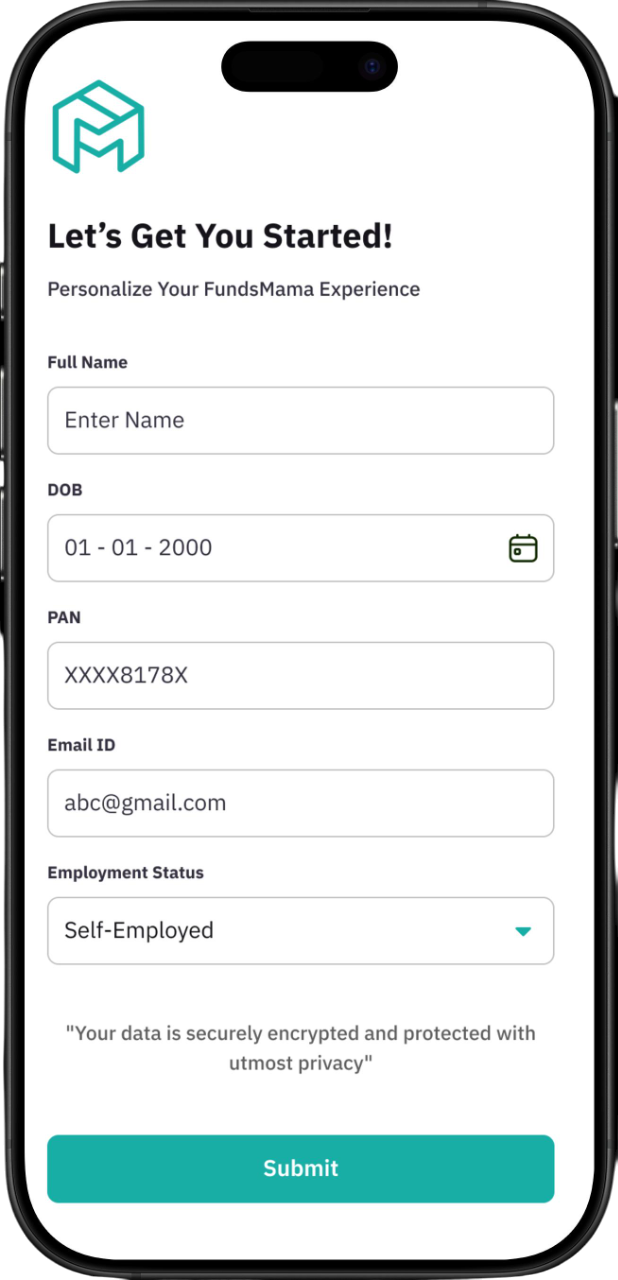 Let’s Get You Started!
Personalize Your FundsMama Experience
Full Name
Enter Name
DOB
01 - 01 - 2000
PAN
XXXX8178X
Email ID
abc@gmail.com
Employment Status
Self-Employed
"Your data is securely encrypted and protected with
utmost privacy"
Submit